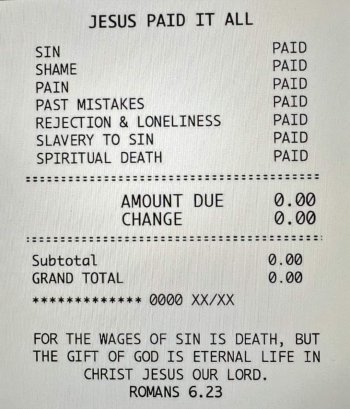 JESUS PAID IT ALL
SIN PAID
SHAME PAID
PAIN PAID
PAST MISTAKES PAID
REJECTION & LONELINESS PAID
SLAVERY TO SIN PAID
SPIRITUAL DEATH PAID
AMOUNT DUE 0.00
CHANGE 0.00
Subtotal 0.00
GRAND TOTAL 0.00
************* 0000 XX/XX
FOR THE WAGES OF SIN IS DEATH, BUT
THE GIFT OF GOD IS ETERNAL LIFE IN
CHRIST JESUS OUR LORD.
ROMANS 6.23